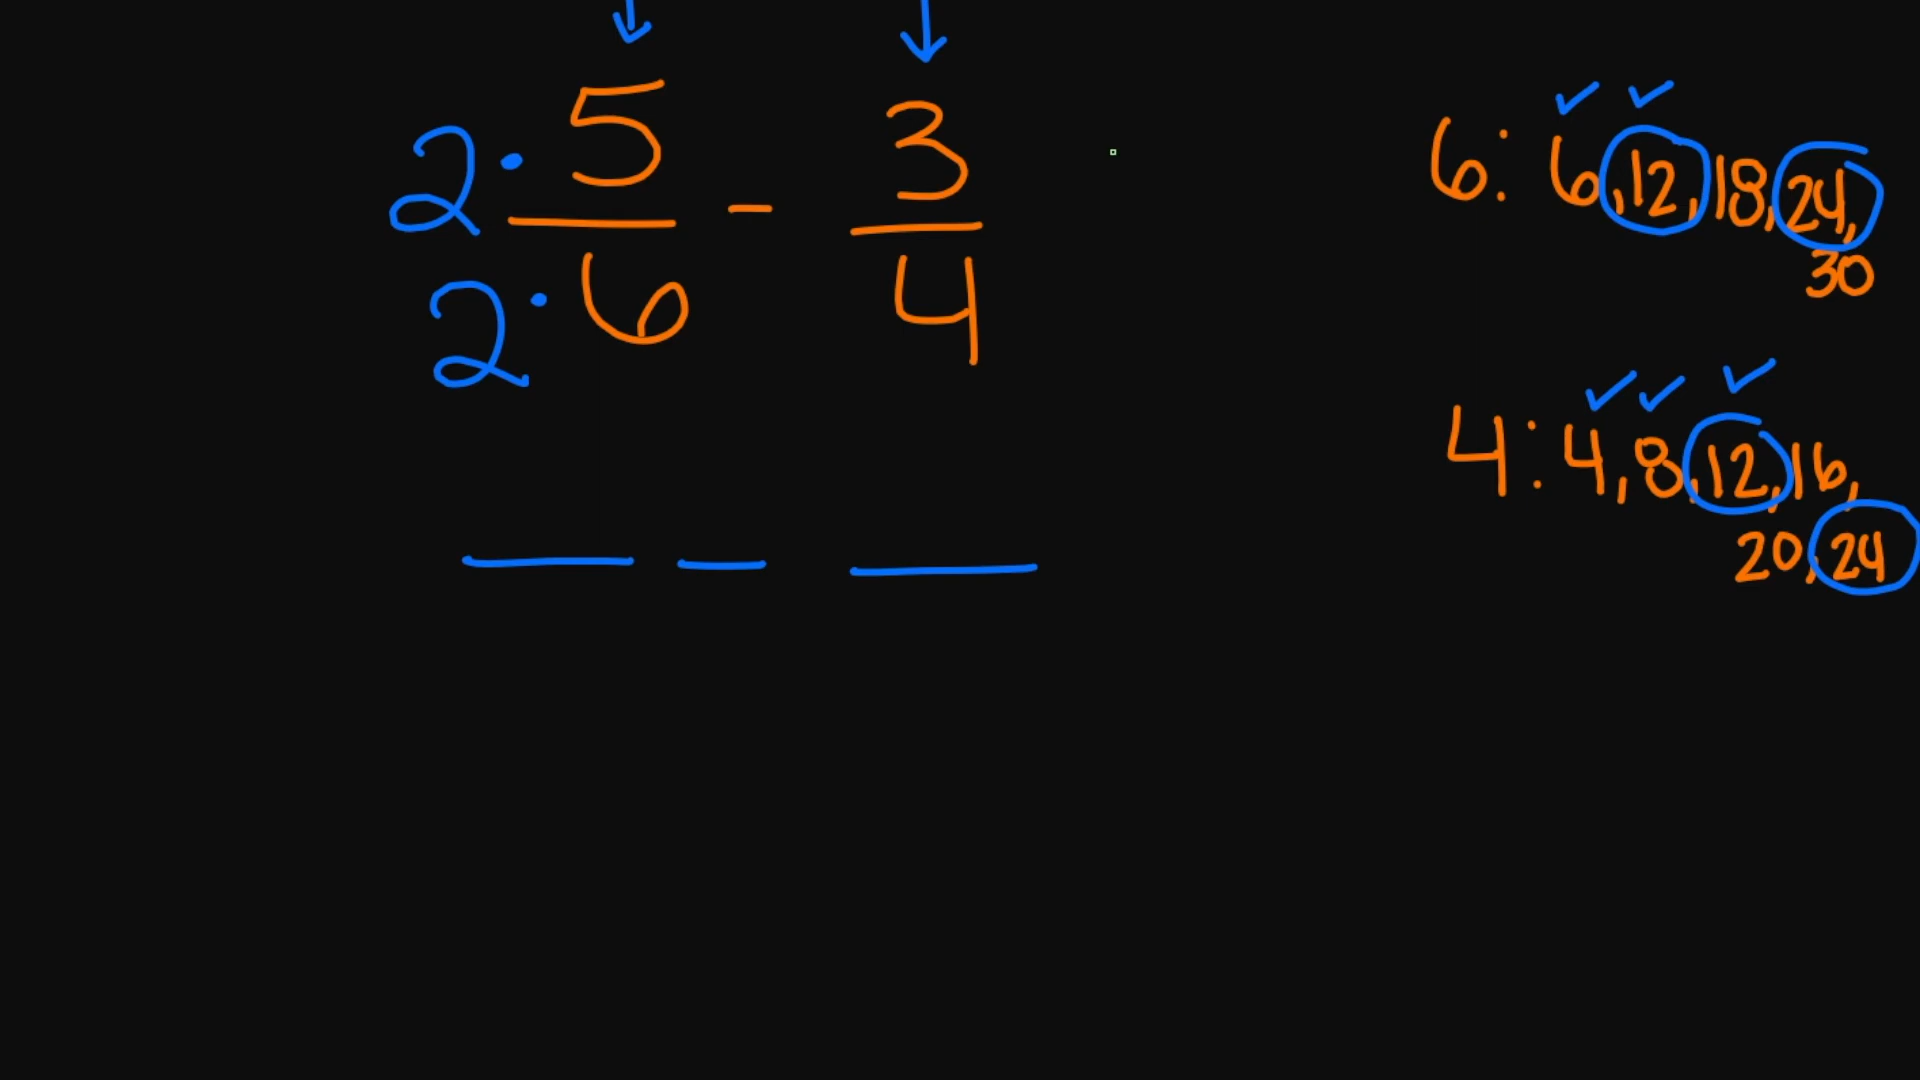 2 · 5/6 - 3/4
2 ·
6: 6, 12, 18, 24,
30
4: 4, 8, 12, 16,
20, 24